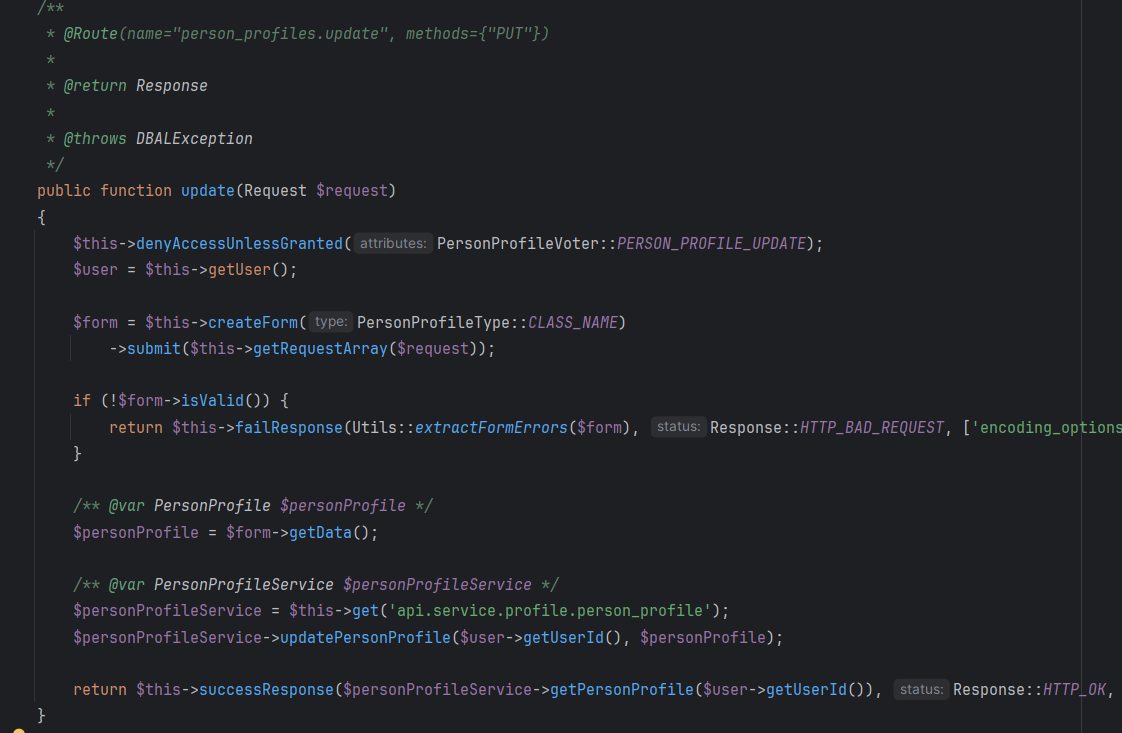 /**
 * @Route(name="person_profiles.update", methods={"PUT"})
 *
 * @return Response
 *
 * @throws DBALException
 */
public function update(Request $request)
{
    $this->denyAccessUnlessGranted( attributes: PersonProfileVoter::PERSON_PROFILE_UPDATE);
    $user = $this->getUser();

    $form = $this->createForm( type: PersonProfileType::CLASS_NAME)
        ->submit($this->getRequestArray($request));

    if (!$form->isValid()) {
        return $this->failResponse(Utils::extractFormErrors($form), status: Response::HTTP_BAD_REQUEST, ['encoding_options
    }

    /** @var PersonProfile $personProfile */
    $personProfile = $form->getData();

    /** @var PersonProfileService $personProfileService */
    $personProfileService = $this->get('api.service.profile.person_profile');
    $personProfileService->updatePersonProfile($user->getUserId(), $personProfile);

    return $this->successResponse($personProfileService->getPersonProfile($user->getUserId()), status: Response::HTTP_OK,
}